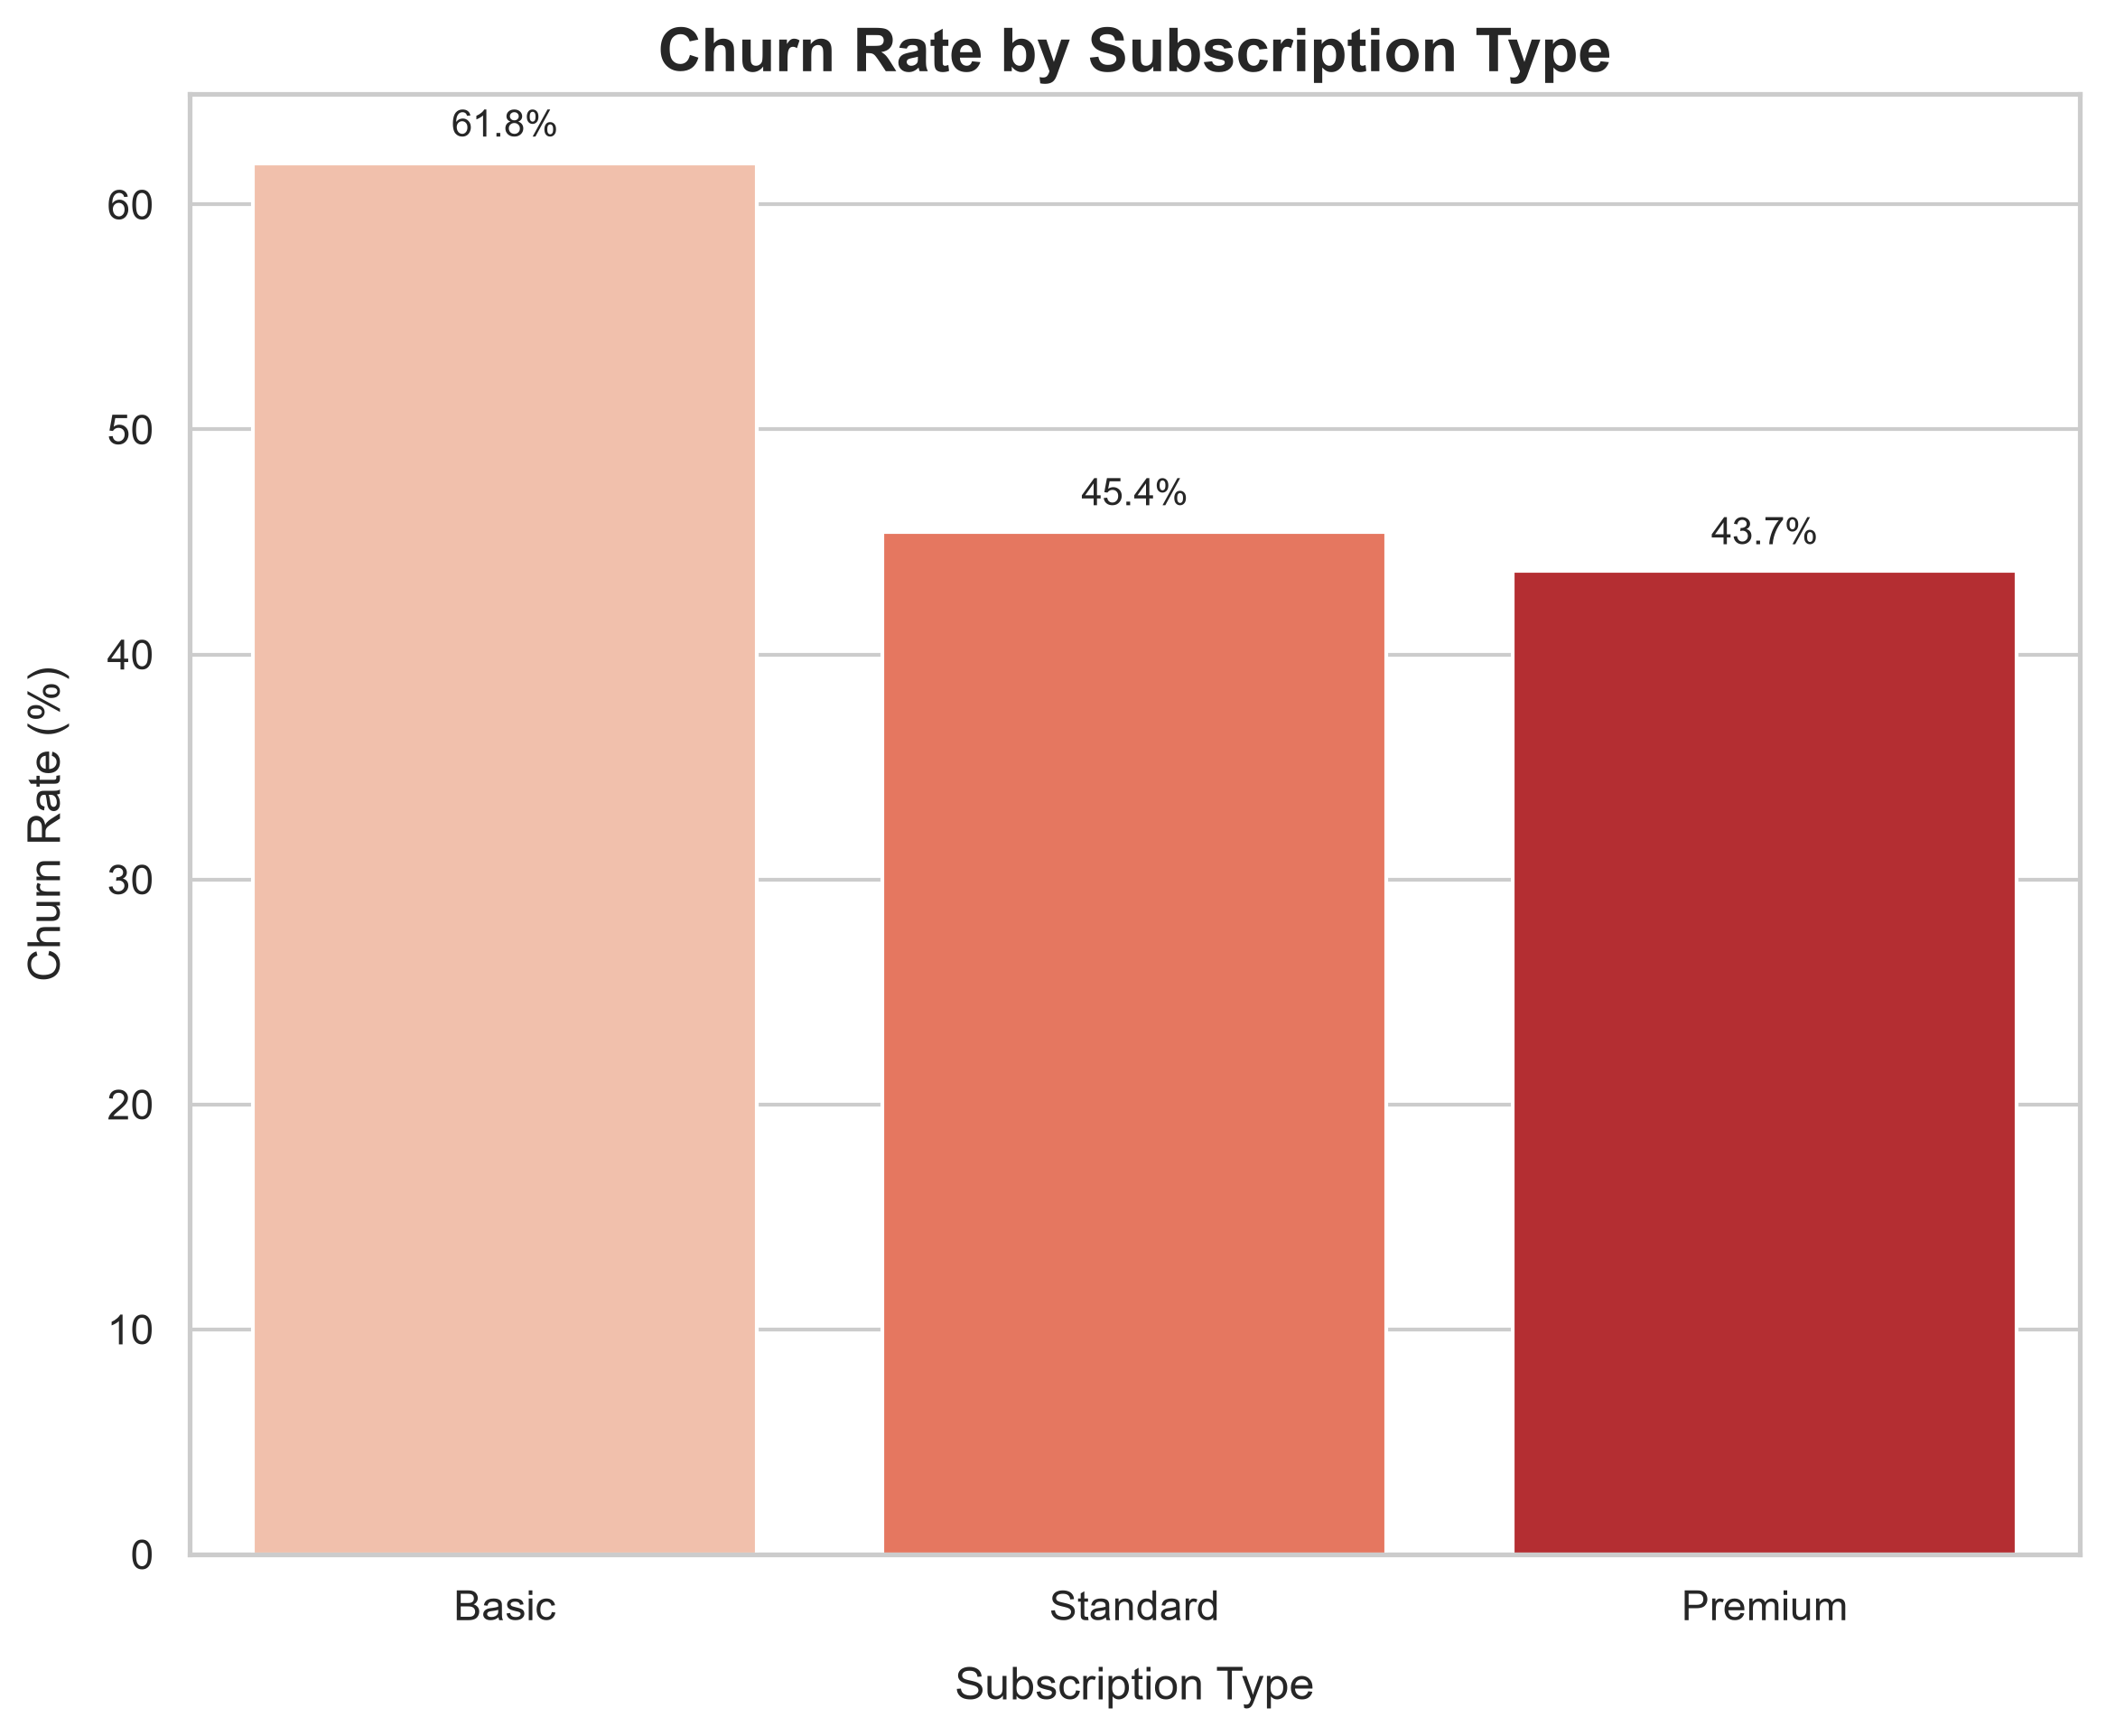 Churn Rate by Subscription Type
61.8%
45.4%
43.7%
60
50
40
30
20
10
0
Churn Rate (%)
Basic
Standard
Premium
Subscription Type